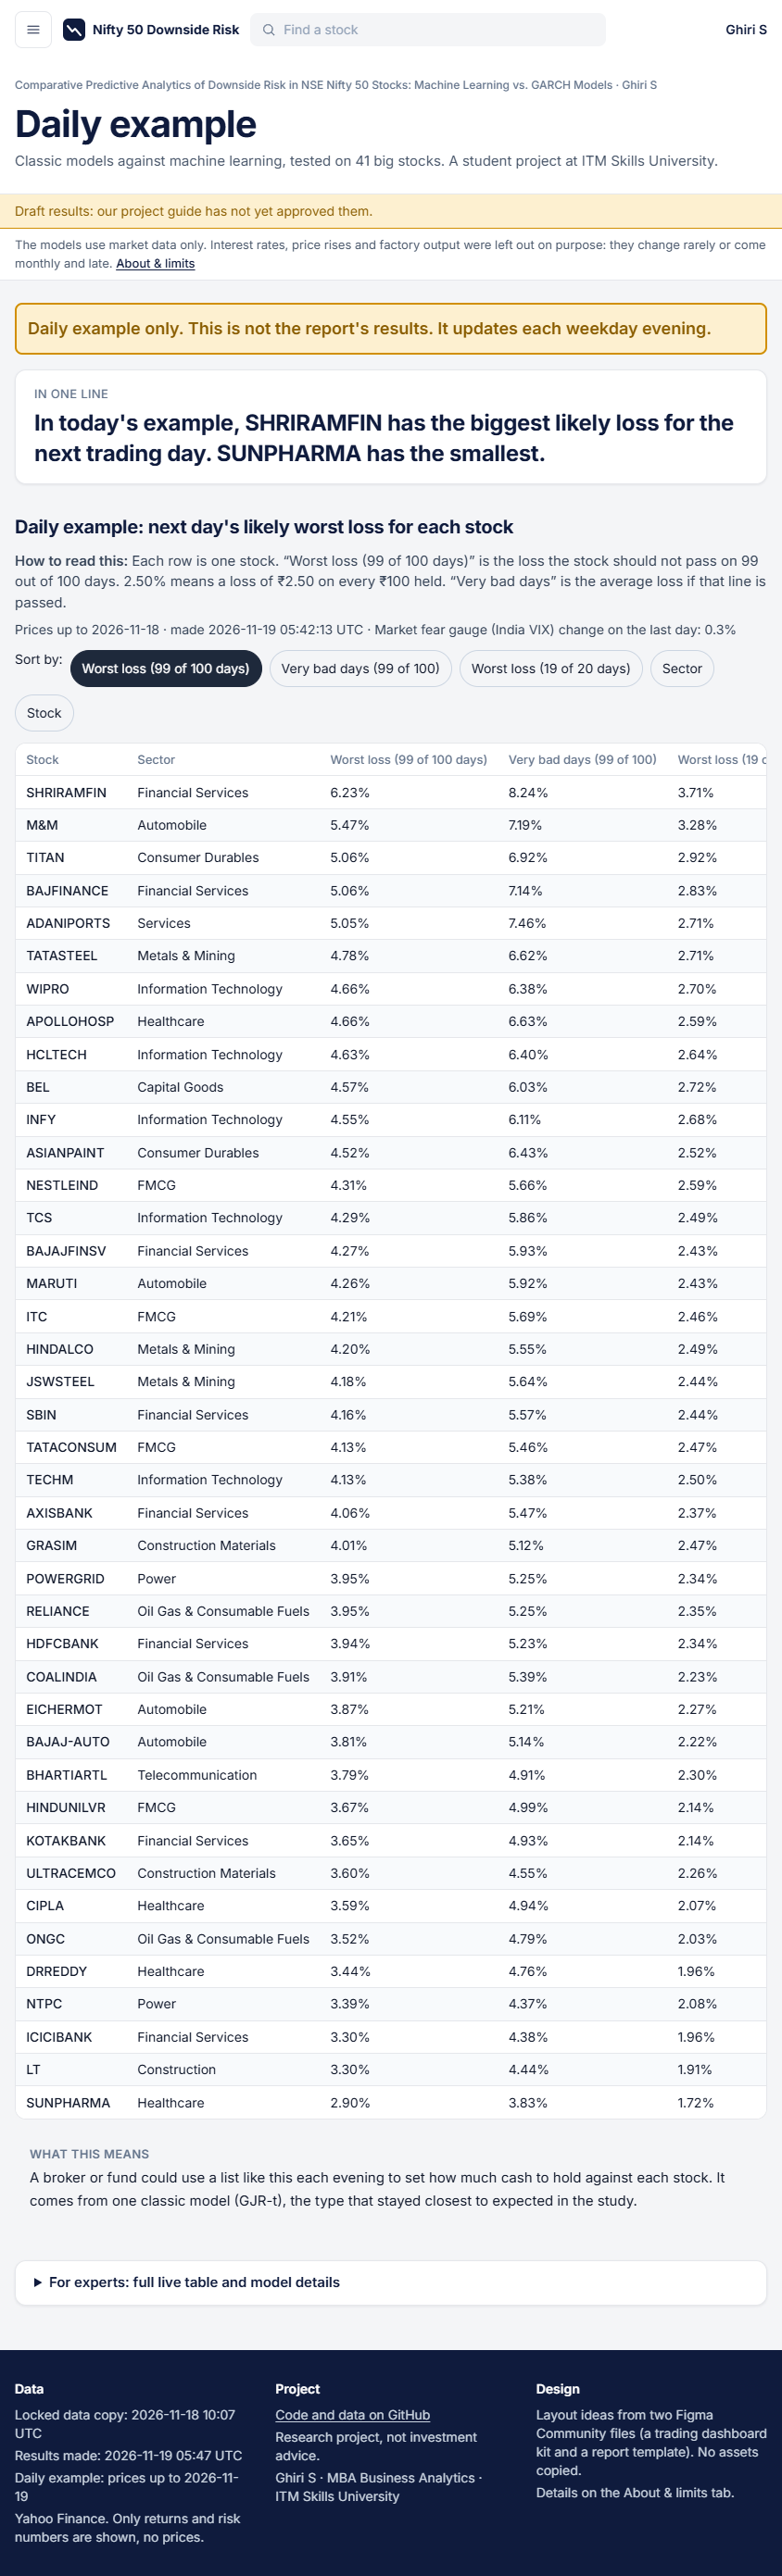 Nifty 50 Downside Risk
Find a stock
Ghiri S
Comparative Predictive Analytics of Downside Risk in NSE Nifty 50 Stocks: Machine Learning vs. GARCH Models · Ghiri S
Daily example
Classic models against machine learning, tested on 41 big stocks. A student project at ITM Skills University.
Draft results: our project guide has not yet approved them.
The models use market data only. Interest rates, price rises and factory output were left out on purpose: they change rarely or come
monthly and late. About & limits
Daily example only. This is not the report's results. It updates each weekday evening.
IN ONE LINE
In today's example, SHRIRAMFIN has the biggest likely loss for the
next trading day. SUNPHARMA has the smallest.
Daily example: next day's likely worst loss for each stock
How to read this: Each row is one stock. “Worst loss (99 of 100 days)” is the loss the stock should not pass on 99
out of 100 days. 2.50% means a loss of ₹2.50 on every ₹100 held. “Very bad days” is the average loss if that line is
passed.
Prices up to 2026-11-18 · made 2026-11-19 05:42:13 UTC · Market fear gauge (India VIX) change on the last day: 0.3%
Sort by: Worst loss (99 of 100 days) Very bad days (99 of 100) Worst Loss (19 of 20 days) Sector
Stock
Stock Sector Worst loss (99 of 100 days) Very bad days (99 of 100) Worst loss (19 o
SHRIRAMFIN Financial Services 6.23% 8.24% 3.71%
M&M Automobile 5.47% 7.19% 3.28%
TITAN Consumer Durables 5.06% 6.92% 2.92%
BAJFINANCE Financial Services 5.06% 7.14% 2.83%
ADANIPORTS Services 5.05% 7.46% 2.71%
TATASTEEL Metals & Mining 4.78% 6.62% 2.71%
WIPRO Information Technology 4.66% 6.38% 2.70%
APOLLOHOSP Healthcare 4.66% 6.63% 2.59%
HCLTECH Information Technology 4.63% 6.40% 2.64%
BEL Capital Goods 4.57% 6.03% 2.72%
INFY Information Technology 4.55% 6.11% 2.68%
ASIANPAINT Consumer Durables 4.52% 6.43% 2.52%
NESTLEIND FMCG 4.31% 5.66% 2.59%
TCS Information Technology 4.29% 5.86% 2.49%
BAJAJFINSV Financial Services 4.27% 5.93% 2.43%
MARUTI Automobile 4.26% 5.92% 2.43%
ITC FMCG 4.21% 5.69% 2.46%
HINDALCO Metals & Mining 4.20% 5.55% 2.49%
JSWSTEEL Metals & Mining 4.18% 5.64% 2.44%
SBIN Financial Services 4.16% 5.57% 2.44%
TATACONSUM FMCG 4.13% 5.46% 2.47%
TECHM Information Technology 4.13% 5.38% 2.50%
AXISBANK Financial Services 4.06% 5.47% 2.37%
GRASIM Construction Materials 4.01% 5.12% 2.47%
POWERGRID Power 3.95% 5.25% 2.34%
RELIANCE Oil Gas & Consumable Fuels 3.95% 5.25% 2.35%
HDFCBANK Financial Services 3.94% 5.23% 2.34%
COALINDIA Oil Gas & Consumable Fuels 3.91% 5.39% 2.23%
EICHERMOT Automobile 3.87% 5.21% 2.27%
BAJAJ-AUTO Automobile 3.81% 5.14% 2.22%
BHARTIARTL Telecommunication 3.79% 4.91% 2.30%
HINDUNILVR FMCG 3.67% 4.99% 2.14%
KOTAKBANK Financial Services 3.65% 4.93% 2.14%
ULTRACEMCO Construction Materials 3.60% 4.55% 2.26%
CIPLA Healthcare 3.59% 4.94% 2.07%
ONGC Oil Gas & Consumable Fuels 3.52% 4.79% 2.03%
DRREDDY Healthcare 3.44% 4.76% 1.96%
NTPC Power 3.39% 4.37% 2.08%
ICICIBANK Financial Services 3.30% 4.38% 1.96%
LT Construction 3.30% 4.44% 1.91%
SUNPHARMA Healthcare 2.90% 3.83% 1.72%
WHAT THIS MEANS
A broker or fund could use a list like this each evening to set how much cash to hold against each stock. It
comes from one classic model (GJR-t), the type that stayed closest to expected in the study.
For experts: full live table and model details
Data
Locked data copy: 2026-11-18 10:07
UTC
Results made: 2026-11-19 05:47 UTC
Daily example: prices up to 2026-11-
19
Yahoo Finance. Only returns and risk
numbers are shown, no prices.
Project
Code and data on GitHub
Research project, not investment
advice.
Ghiri S · MBA Business Analytics ·
ITM Skills University
Design
Layout ideas from two Figma
Community files (a trading dashboard
kit and a report template). No assets
copied.
Details on the About & limits tab.